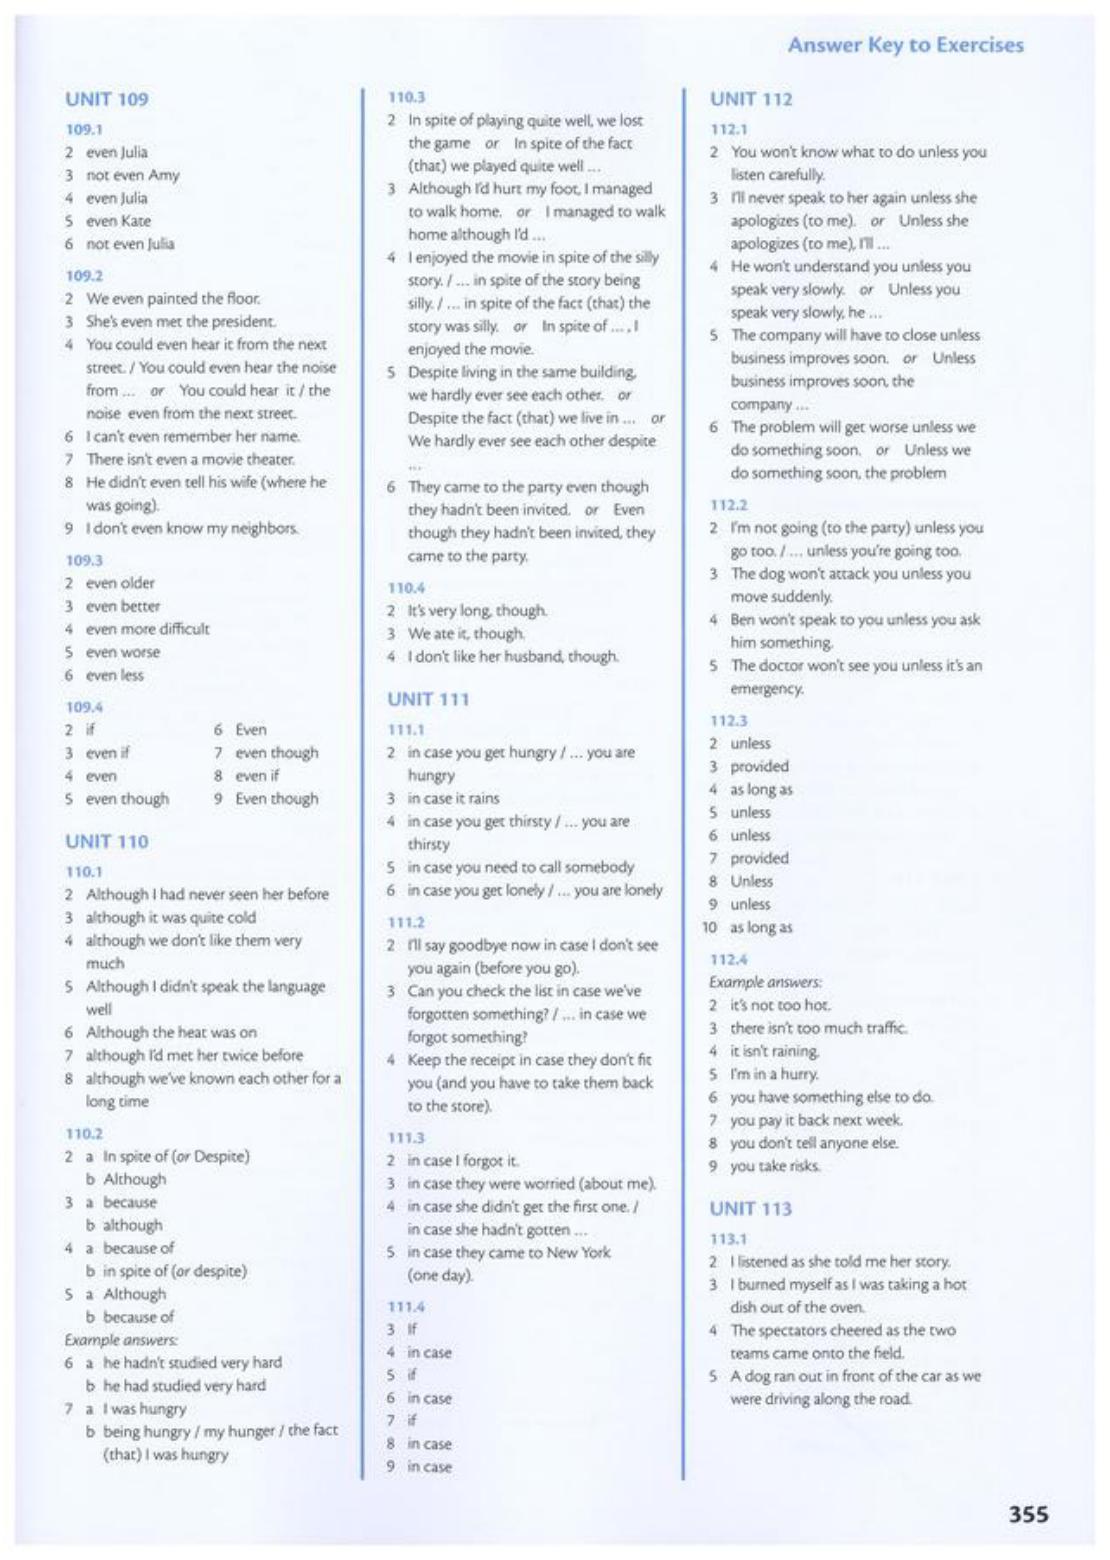 Answer Key to Exercises
UNIT 109
109.1
2 even Julia
3 not even Amy
4 even Julia
5 even Kate
6 not even Julia
109.2
2 We even painted the floor.
3 She's even met the president.
4 You could even hear it from the next
street. / You could even hear the noise
from ... or You could hear it / the
noise even from the next street.
6 I can't even remember her name.
7 There isn't even a movie theater.
8 He didn't even tell his wife (where he
was going).
9 I don't even know my neighbors.
109.3
2 even older
3 even better
4 even more difficult
5 even worse
6 even less
109.4
2 if 6 Even
3 even if 7 even though
4 even 8 even if
5 even though 9 Even though
UNIT 110
110.1
2 Although I had never seen her before
3 although it was quite cold
4 although we don't like them very
much
5 Although I didn't speak the language
well
6 Although the heat was on
7 although I'd met her twice before
8 although we've known each other for a
long time
110.2
2 a In spite of (or Despite)
b Although
3 a because
b although
4 a because of
b in spite of (or despite)
5 a Although
b because of
Example answers:
6 a he hadn't studied very hard
b he had studied very hard
7 a I was hungry
b being hungry / my hunger / the fact
(that) I was hungry
110.3
2 In spite of playing quite well, we lost
the game or In spite of the fact
(that) we played quite well ...
3 Although I'd hurt my foot, I managed
to walk home. or I managed to walk
home although I'd ...
4 I enjoyed the movie in spite of the silly
story. / ... in spite of the story being
silly. / ... in spite of the fact (that) the
story was silly. or In spite of ... , I
enjoyed the movie.
5 Despite living in the same building,
we hardly ever see each other. or
Despite the fact (that) we live in ... or
We hardly ever see each other despite
...
6 They came to the party even though
they hadn't been invited. or Even
though they hadn't been invited, they
came to the party.
110.4
2 It's very long, though.
3 We ate it, though.
4 I don't like her husband, though.
UNIT 111
111.1
2 in case you get hungry / ... you are
hungry
3 in case it rains
4 in case you get thirsty / ... you are
thirsty
5 in case you need to call somebody
6 in case you get lonely / ... you are lonely
111.2
2 I'll say goodbye now in case I don't see
you again (before you go).
3 Can you check the list in case we've
forgotten something? / ... in case we
forgot something?
4 Keep the receipt in case they don't fit
you (and you have to take them back
to the store).
111.3
2 in case I forgot it.
3 in case they were worried (about me).
4 in case she didn't get the first one. /
in case she hadn't gotten ...
5 in case they came to New York
(one day).
111.4
3 If
4 in case
5 if
6 in case
7 if
8 in case
9 in case
UNIT 112
112.1
2 You won't know what to do unless you
listen carefully.
3 I'll never speak to her again unless she
apologizes (to me). or Unless she
apologizes (to me), I'll ...
4 He won't understand you unless you
speak very slowly. or Unless you
speak very slowly, he ...
5 The company will have to close unless
business improves soon. or Unless
business improves soon, the
company ...
6 The problem will get worse unless we
do something soon. or Unless we
do something soon, the problem
112.2
2 I'm not going (to the party) unless you
go too. / ... unless you're going too.
3 The dog won't attack you unless you
move suddenly.
4 Ben won't speak to you unless you ask
him something.
5 The doctor won't see you unless it's an
emergency.
112.3
2 unless
3 provided
4 as long as
5 unless
6 unless
7 provided
8 Unless
9 unless
10 as long as
112.4
Example answers:
2 it's not too hot.
3 there isn't too much traffic.
4 it isn't raining.
5 I'm in a hurry.
6 you have something else to do.
7 you pay it back next week.
8 you don't tell anyone else.
9 you take risks.
UNIT 113
113.1
2 I listened as she told me her story.
3 I burned myself as I was taking a hot
dish out of the oven.
4 The spectators cheered as the two
teams came onto the field.
5 A dog ran out in front of the car as we
were driving along the road.
355